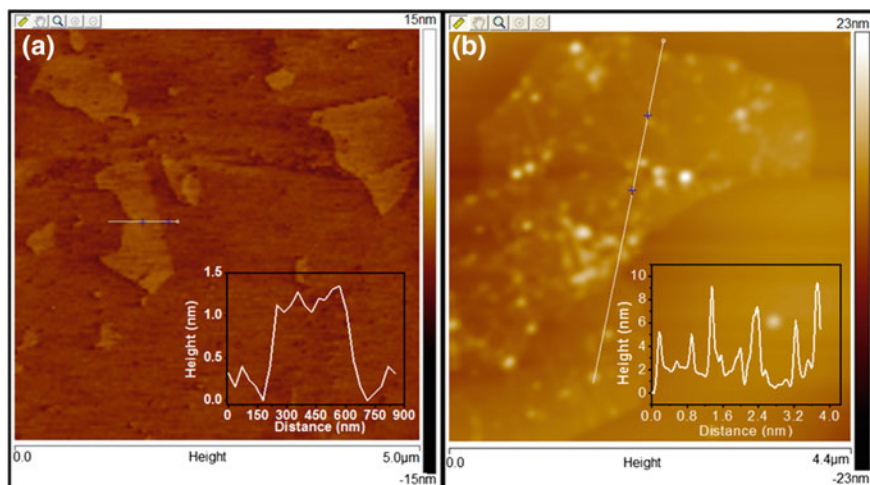 15nm
(a)
1.5
1.0
0.5
0.0
Height (nm)
0 150 300 450 600 750 900
Distance (nm)
0.0 Height 5.0µm
-15nm
23nm
(b)
10
8
6
4
2
0
Height (nm)
0.0 0.8 1.6 2.4 3.2 4.0
Distance (nm)
0.0 Height 4.4µm
-23nm